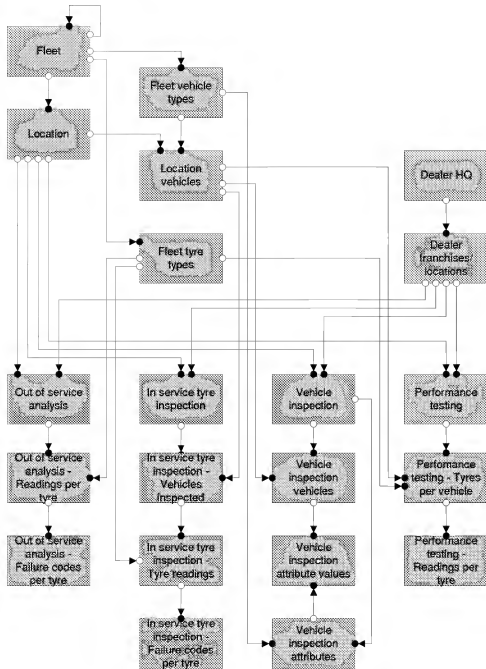 Fleet
Fleet vehicle
types
Location
Location
vehicles
Dealer HQ
Fleet tyre
types
Dealer
franchises/
locations
Out of service
analysis
In service tyre
inspection
Vehicle
inspection
Performance
testing
Out of service
analysis -
Readings per
tyre
In service tyre
inspection -
Vehicles
inspected
Vehicle
inspection
vehicles
Performance
testing - Tyres
per vehicle
Out of service
analysis -
Failure codes
per tyre
In service tyre
inspection -
Tyre readings
Vehicle
inspection
attribute values
Performance
testing -
Readings per
tyre
In service tyre
inspection -
Failure codes
per tyre
Vehicle
inspection
attributes